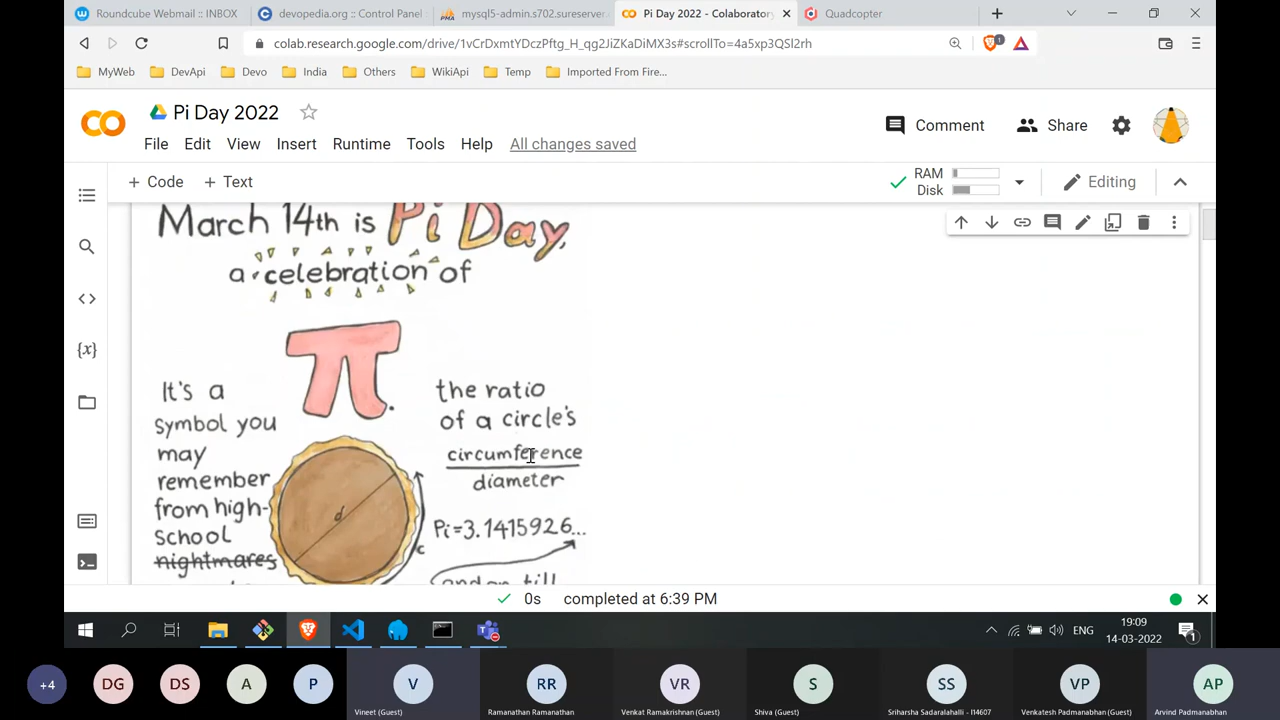 Roundcube Webmail :: INBOX
devopedia.org :: Control Panel
mysql5-admin.s702.sureserver.
Pi Day 2022 - Colaboratory
Quadcopter
colab.research.google.com/drive/1vCrDxmtYDczPftg_H_qg2JiZKaDiMX3s#scrollTo=4a5xp3QSl2rh
1
MyWeb
DevApi
Devo
India
Others
WikiApi
Temp
Imported From Fire...
Pi Day 2022
Comment
Share
File
Edit
View
Insert
Runtime
Tools
Help
All changes saved
+ Code
+ Text
RAM
Disk
Editing
March 14th is Pi Day,
a celebration of
π.
It's a
symbol you
may
remember
from high-
school
nightmares
d
c
the ratio
of a circle's
circumference
diameter
Pi=3.1415926...
and on till
0s
completed at 6:39 PM
ENG
19:09
14-03-2022
1
+4
DG
DS
A
P
V
Vineet (Guest)
RR
Ramanathan Ramanathan
VR
Venkat Ramakrishnan (Guest)
S
Shiva (Guest)
SS
Sriharsha Sadaralahalli - I14607
VP
Venkatesh Padmanabhan (Guest)
AP
Arvind Padmanabhan